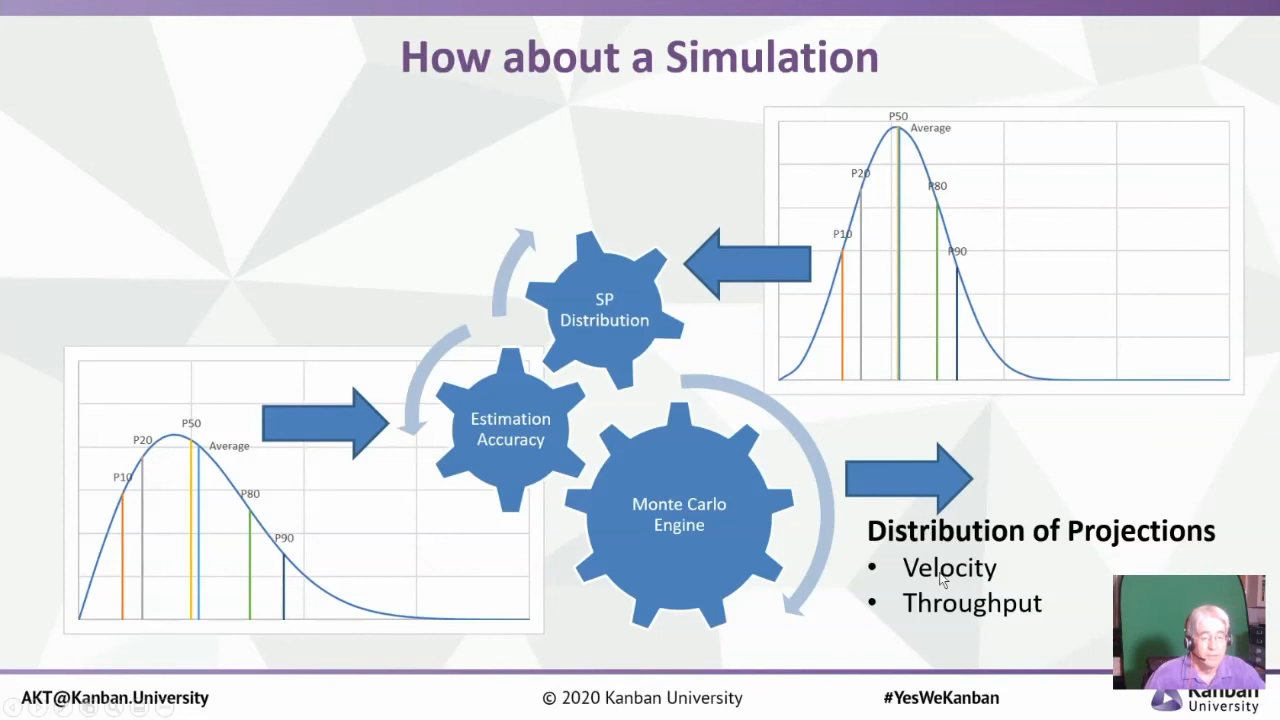 How about a Simulation
P50
Average
P20
P80
P10
P90
SP
Distribution
P50
P20
Average
P10
P80
P90
Estimation
Accuracy
Monte Carlo
Engine
Distribution of Projections
• Velocity
• Throughput
AKT@Kanban.University
© 2020 Kanban University
#YesWeKanban
Kanban
University